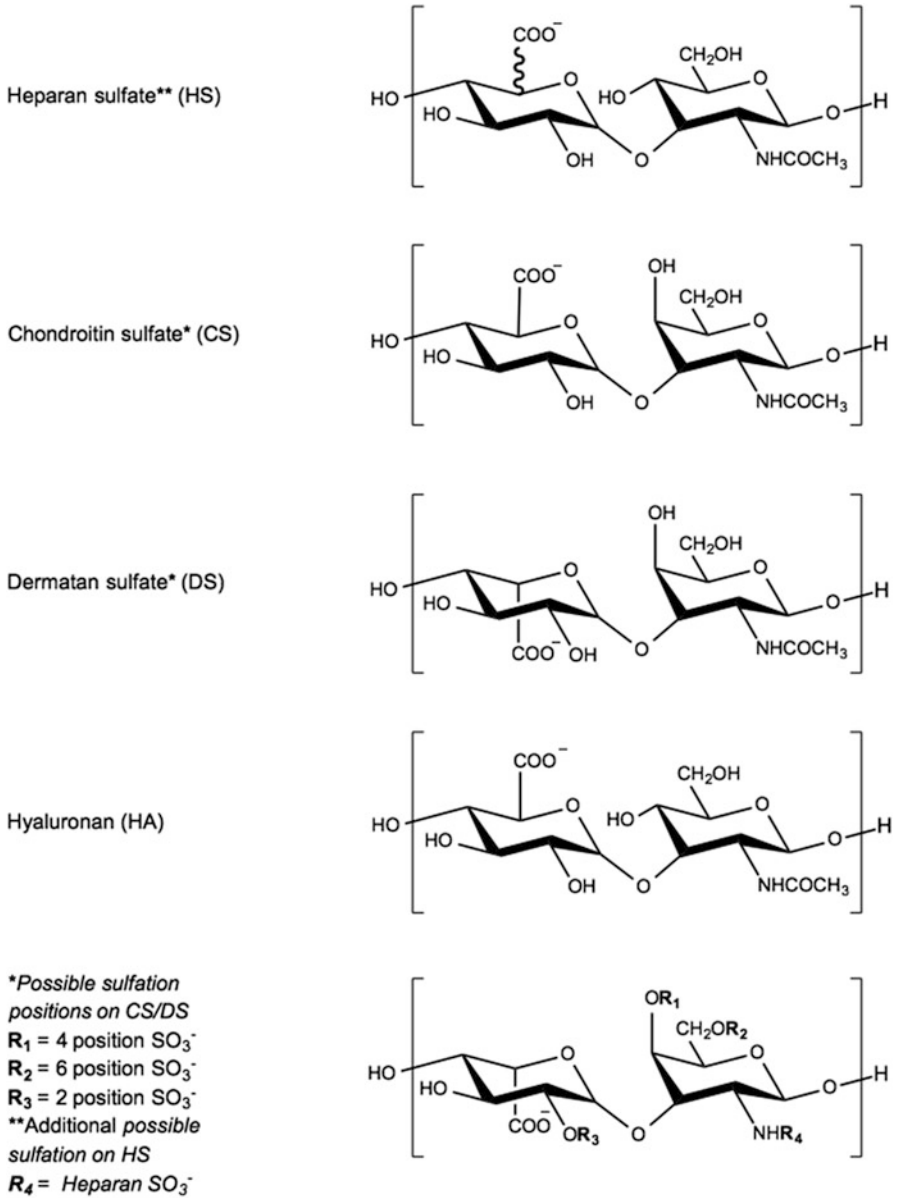 Heparan sulfate** (HS)
COO⁻
CH₂OH
O
O
HO
HO
HO
O
H
OH
O
NHCOCH₃
Chondroitin sulfate* (CS)
OH
COO⁻
CH₂OH
O
O
HO
HO
O
H
OH
O
NHCOCH₃
Dermatan sulfate* (DS)
OH
CH₂OH
O
O
HO
HO
O
H
COO⁻
OH
O
NHCOCH₃
Hyaluronan (HA)
COO⁻
CH₂OH
O
O
HO
HO
HO
O
H
OH
O
NHCOCH₃
*Possible sulfation
positions on CS/DS
R₁ = 4 position SO₃⁻
R₂ = 6 position SO₃⁻
R₃ = 2 position SO₃⁻
**Additional possible
sulfation on HS
R₄ = Heparan SO₃⁻
OR₁
CH₂OR₂
O
O
HO
HO
O
H
COO⁻
OR₃
O
NHR₄